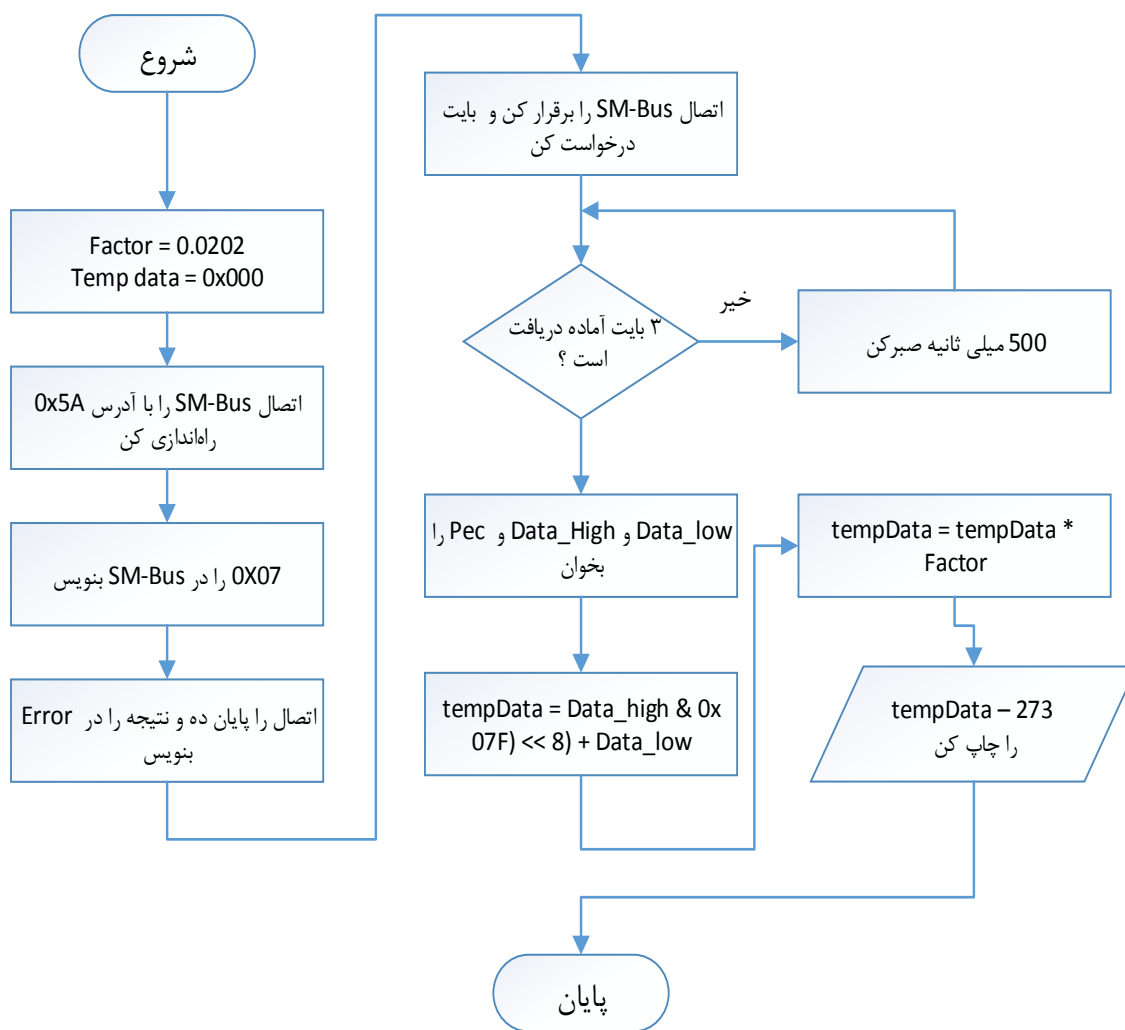 شروع
Factor = 0.0202
Temp data = 0x000
اتصال SM-Bus را با آدرس 0x5A
راه‌اندازی کن
0X07 را در SM-Bus بنویس
اتصال را پایان ده و نتیجه را در Error
بنویس
اتصال SM-Bus را برقرار کن و بایت
درخواست کن
۳ بایت آماده دریافت
است ؟
خیر
500 میلی ثانیه صبرکن
Data_low و Data_High و Pec را
بخوان
tempData = Data_high & 0x
07F) << 8) + Data_low
tempData = tempData *
Factor
tempData – 273
را چاپ کن
پایان